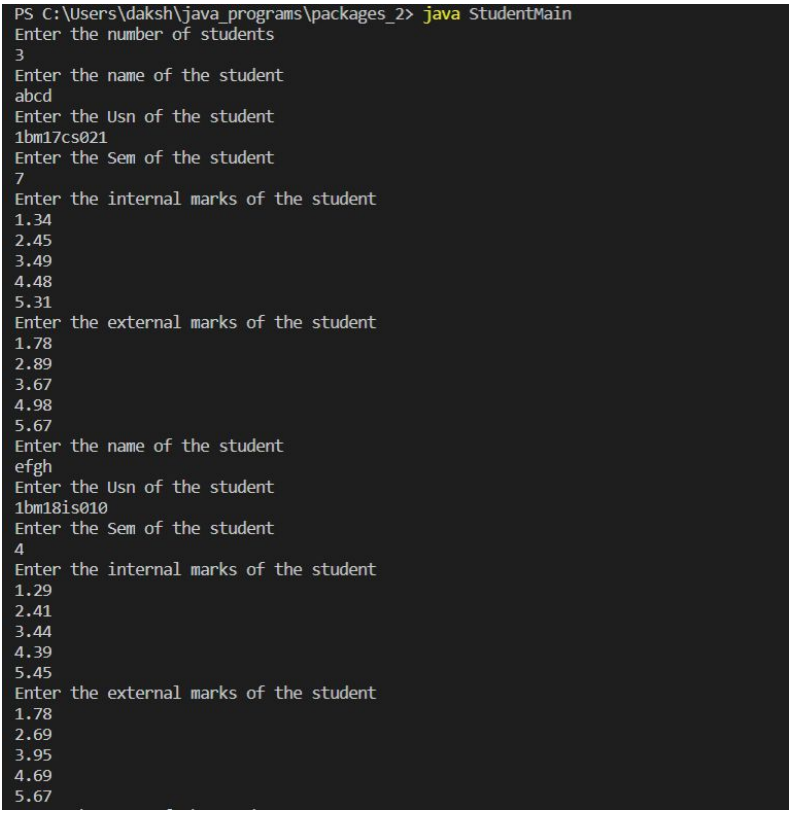 PS C:\Users\daksh\java_programs\packages_2> java StudentMain
Enter the number of students
3
Enter the name of the student
abcd
Enter the Usn of the student
1bm17cs021
Enter the Sem of the student
7
Enter the internal marks of the student
1.34
2.45
3.49
4.48
5.31
Enter the external marks of the student
1.78
2.89
3.67
4.98
5.67
Enter the name of the student
efgh
Enter the Usn of the student
1bm18is010
Enter the Sem of the student
4
Enter the internal marks of the student
1.29
2.41
3.44
4.39
5.45
Enter the external marks of the student
1.78
2.69
3.95
4.69
5.67